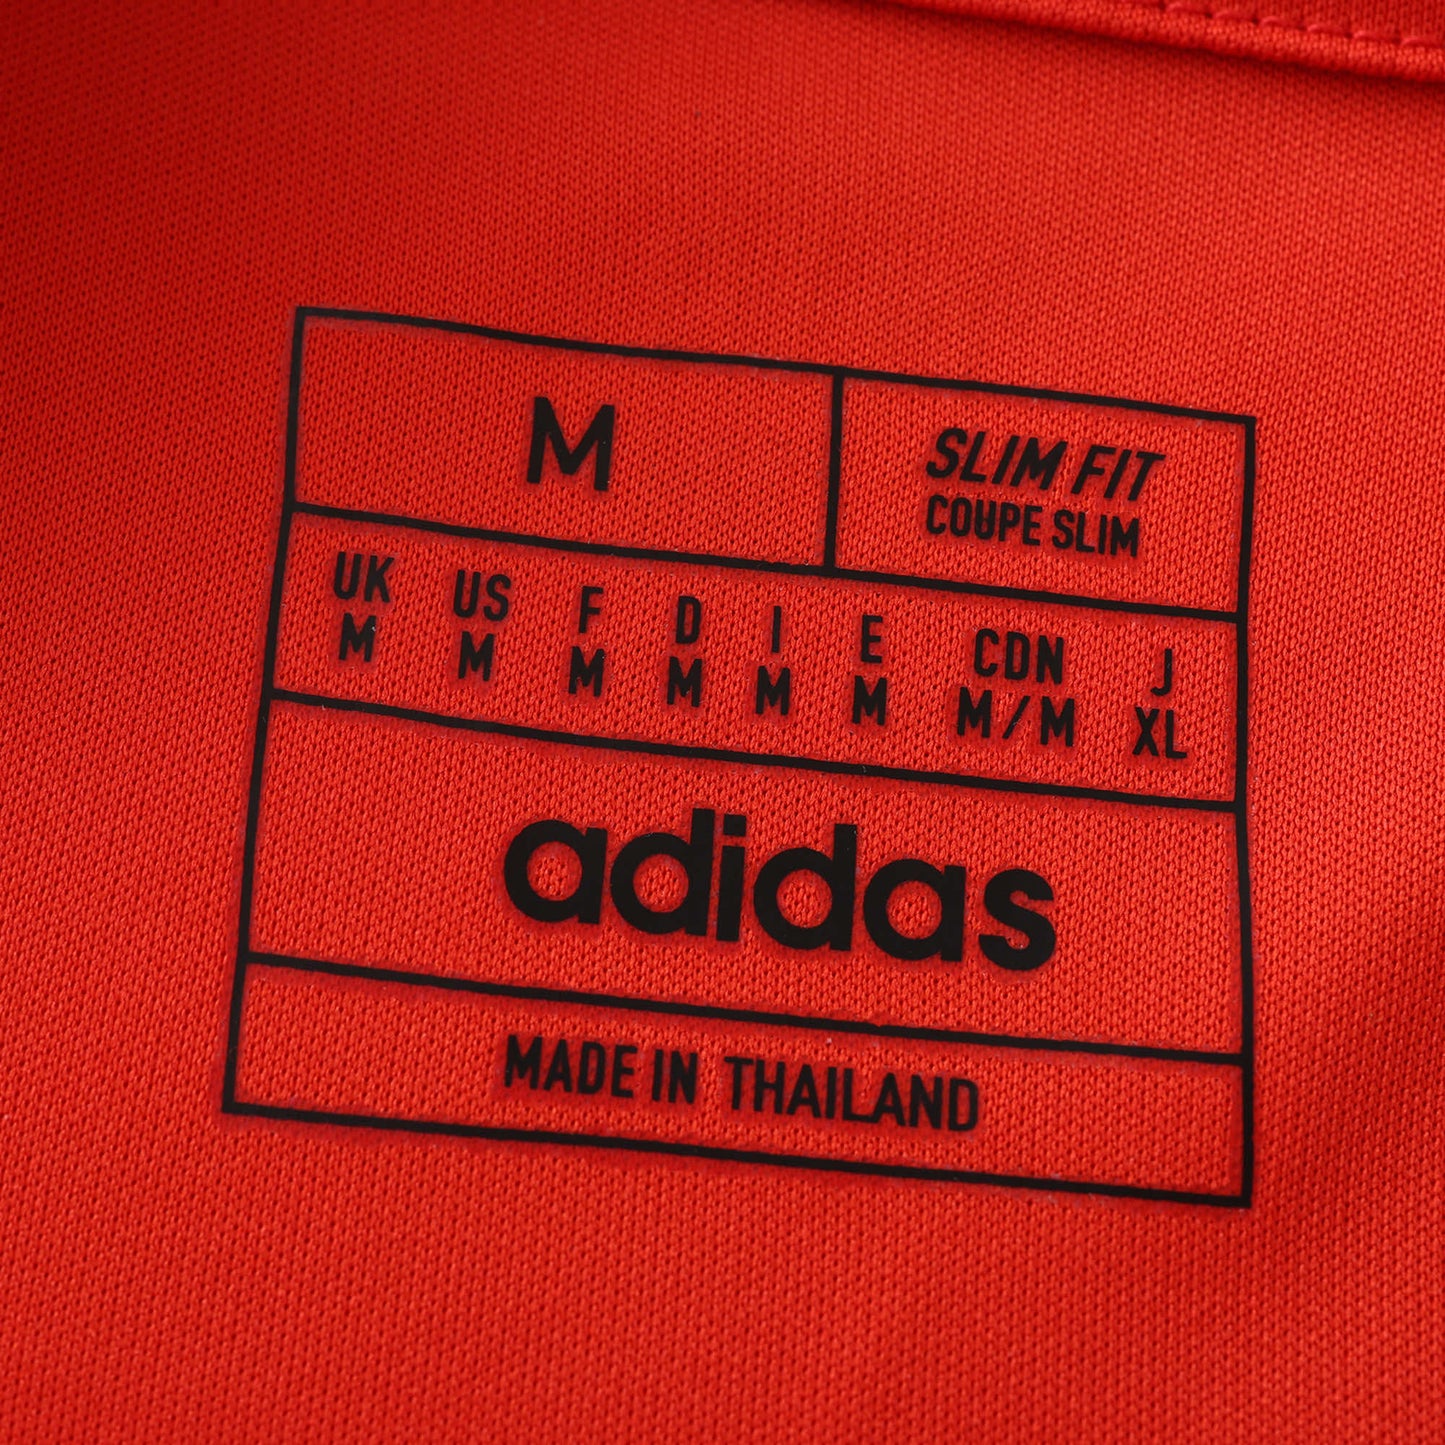 M
SLIM FIT
COUPE SLIM
UK US F D I E CDN J
M M M M M M M/M XL
adidas
MADE IN THAILAND